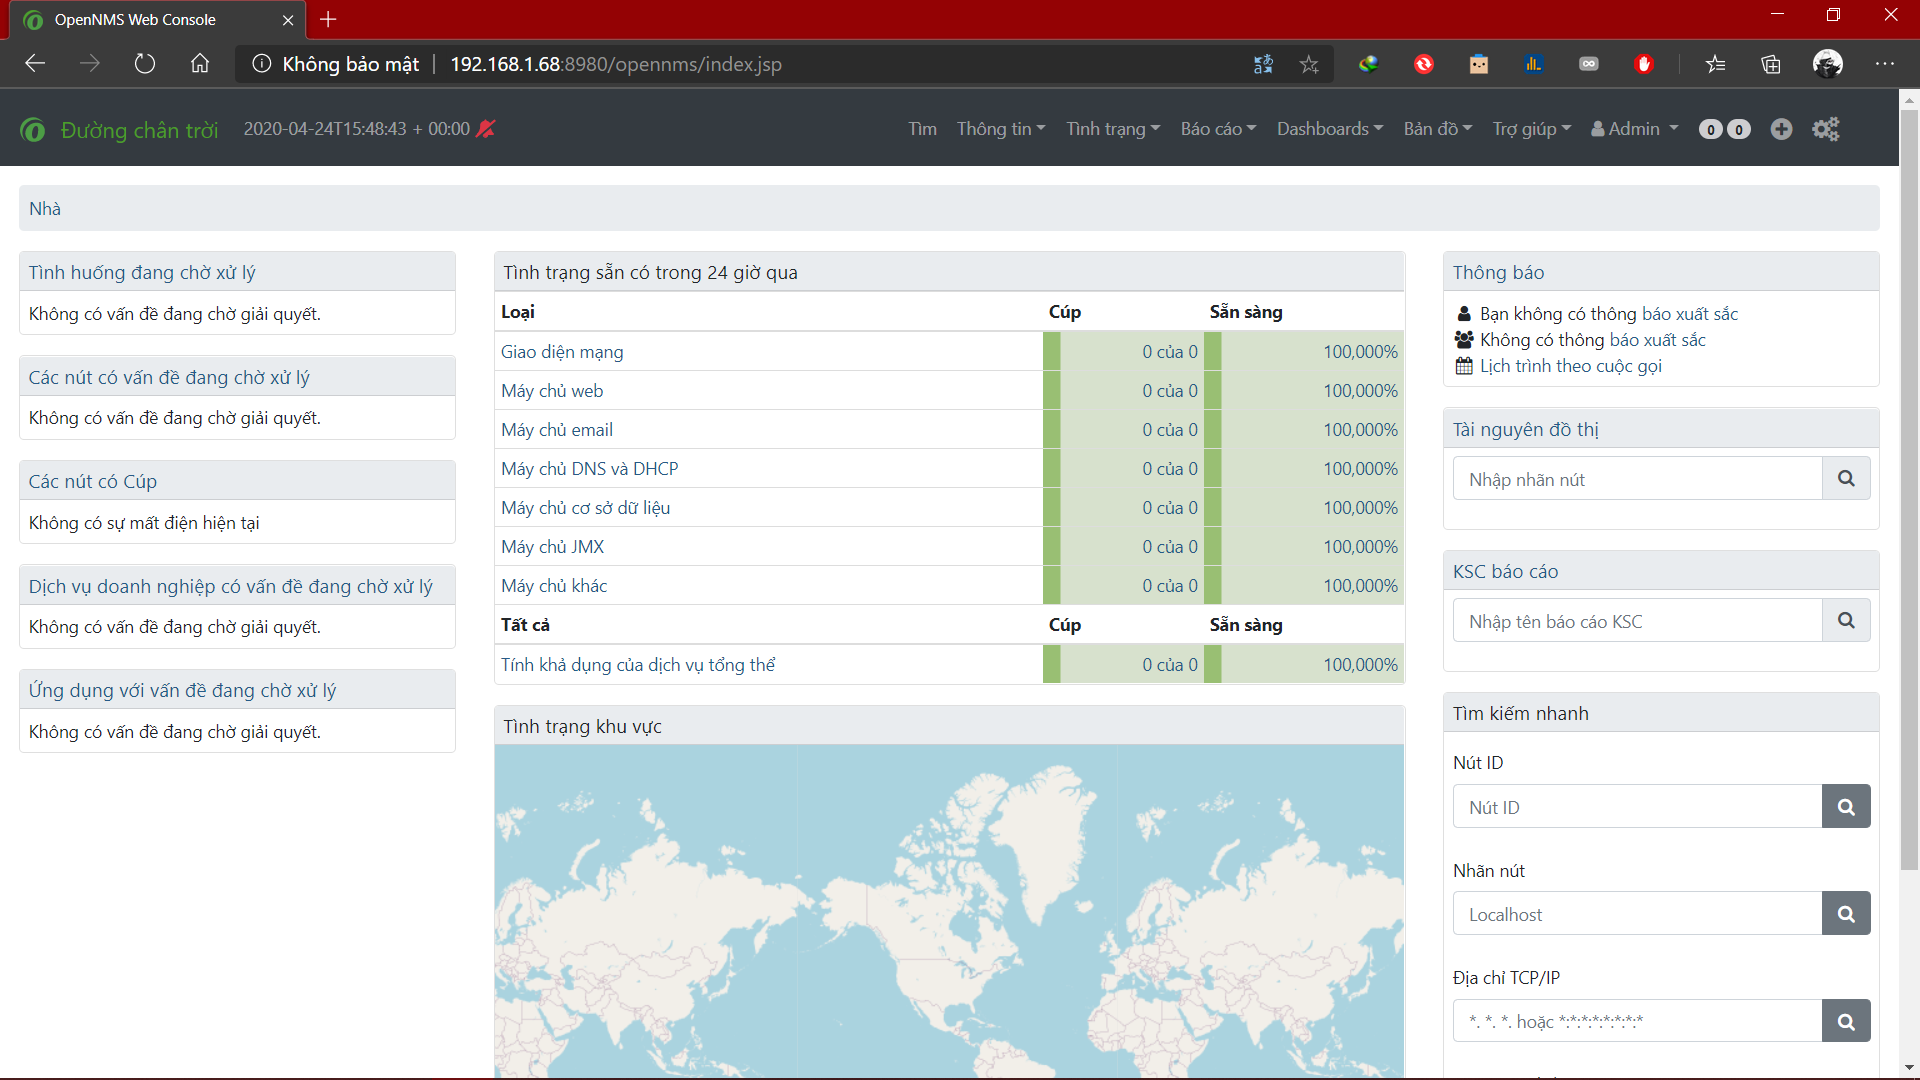 OpenNMS Web Console
Không bảo mật
192.168.1.68:8980/opennms/index.jsp
Đường chân trời
2020-04-24T15:48:43 + 00:00
Tìm Thông tin Tình trạng Báo cáo Dashboards Bản đồ Trợ giúp Admin 0 0
Nhà
Tình huống đang chờ xử lý
Không có vấn đề đang chờ giải quyết.
Các nút có vấn đề đang chờ xử lý
Không có vấn đề đang chờ giải quyết.
Các nút có Cúp
Không có sự mất điện hiện tại
Dịch vụ doanh nghiệp có vấn đề đang chờ xử lý
Không có vấn đề đang chờ giải quyết.
Ứng dụng với vấn đề đang chờ xử lý
Không có vấn đề đang chờ giải quyết.
Tình trạng sẵn có trong 24 giờ qua
Loại Cúp Sẵn sàng
Giao diện mạng 0 của 0 100,000%
Máy chủ web 0 của 0 100,000%
Máy chủ email 0 của 0 100,000%
Máy chủ DNS và DHCP 0 của 0 100,000%
Máy chủ cơ sở dữ liệu 0 của 0 100,000%
Máy chủ JMX 0 của 0 100,000%
Máy chủ khác 0 của 0 100,000%
Tất cả Cúp Sẵn sàng
Tính khả dụng của dịch vụ tổng thể 0 của 0 100,000%
Tình trạng khu vực
Thông báo
Bạn không có thông báo xuất sắc
Không có thông báo xuất sắc
Lịch trình theo cuộc gọi
Tài nguyên đồ thị
Nhập nhãn nút
KSC báo cáo
Nhập tên báo cáo KSC
Tìm kiếm nhanh
Nút ID
Nút ID
Nhãn nút
Localhost
Địa chỉ TCP/IP
*. *. *. hoặc *:*:*:*:*:*:*:*